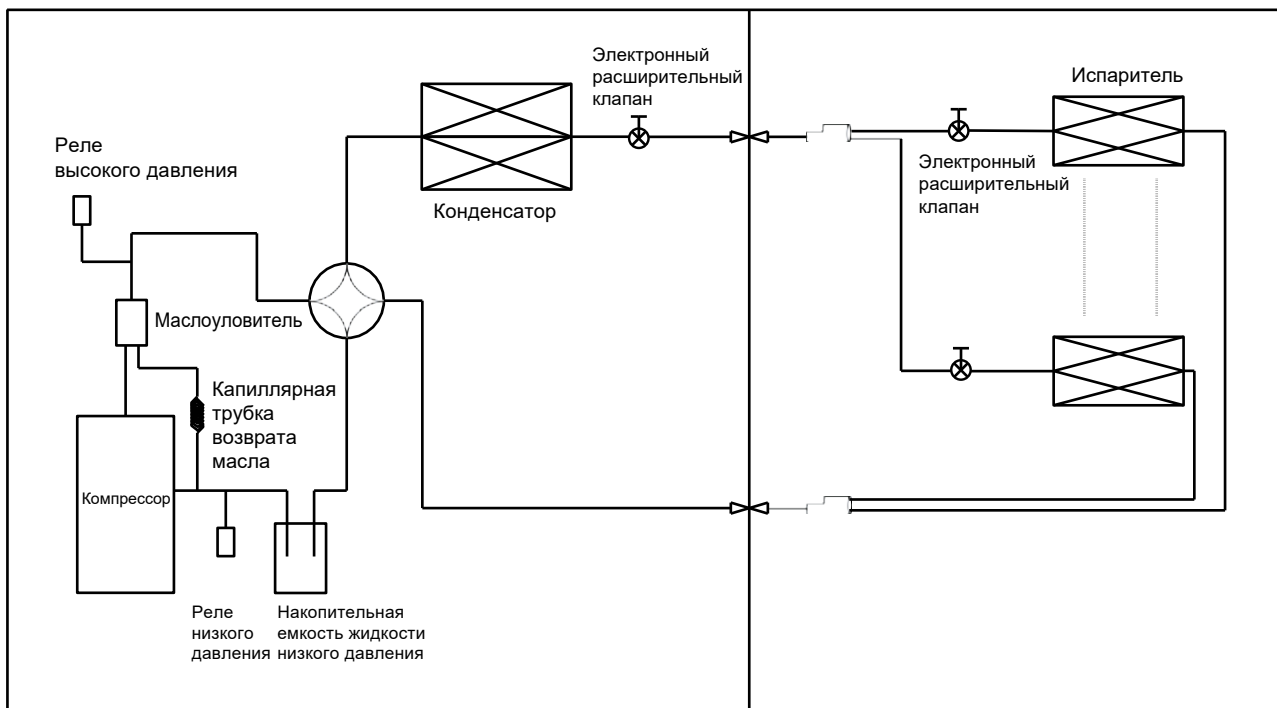 Электронный
расширительный
клапан
Испаритель
Реле
высокого давления
Электронный
расширительный
клапан
Конденсатор
Маслоуловитель
Капиллярная
трубка
возврата
масла
Компрессор
Реле
низкого
давления
Накопительная
емкость жидкости
низкого давления